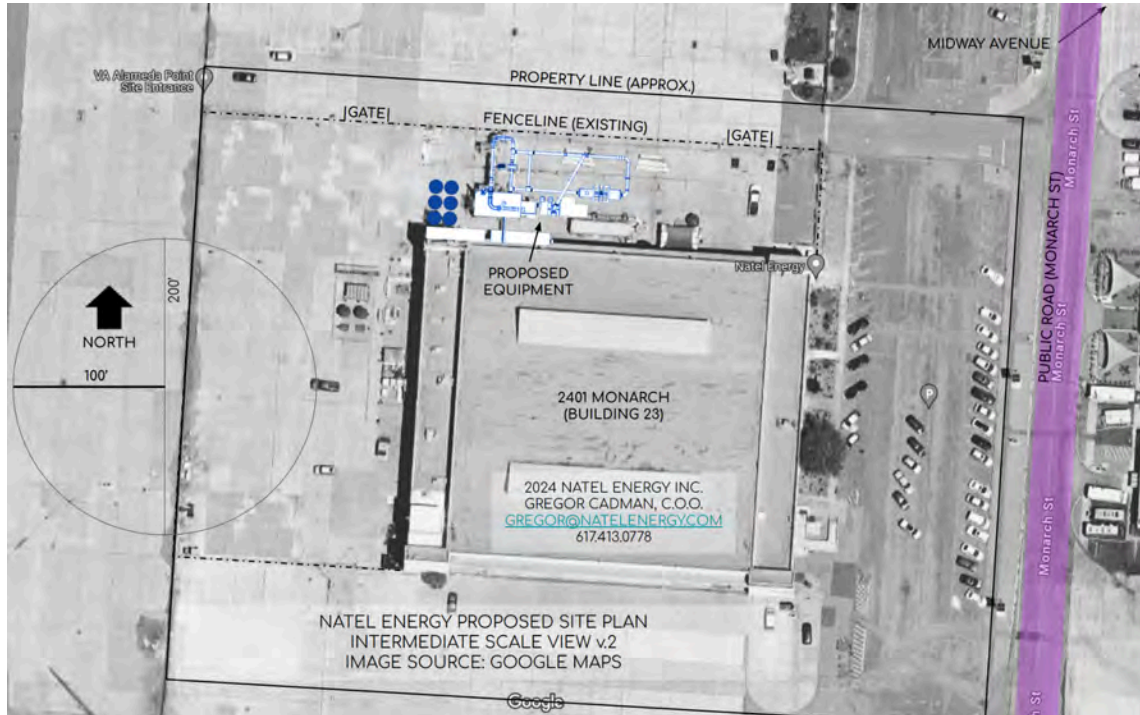 MIDWAY AVENUE
VA Alameda Point
Site Entrance
PROPERTY LINE (APPROX.)
|GATE|
FENCELINE (EXISTING)
|GATE|
Monarch St
PUBLIC ROAD (MONARCH ST)
200'
NORTH
100'
PROPOSED
EQUIPMENT
Natel Energy
Monarch St
2401 MONARCH
(BUILDING 23)
P
2024 NATEL ENERGY INC.
GREGOR CADMAN, C.O.O.
GREGOR@NATELENERGY.COM
617.413.0778
Monarch St
NATEL ENERGY PROPOSED SITE PLAN
INTERMEDIATE SCALE VIEW v.2
IMAGE SOURCE: GOOGLE MAPS
Google
h St